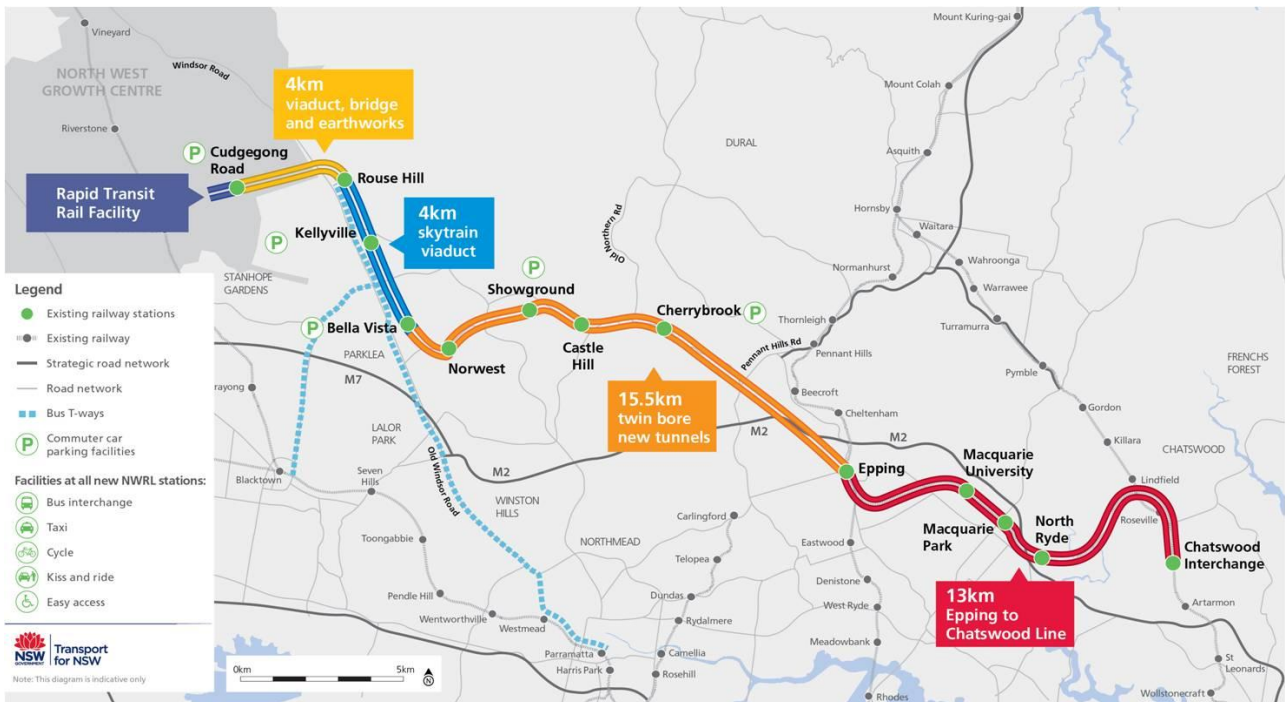 Vineyard
Mount Kuring-gai
Windsor Road
NORTH WEST
GROWTH CENTRE
4km
viaduct, bridge
and earthworks
Mount Colah
Riverstone
DURAL
Asquith
P
Cudgegong
Road
Rouse Hill
Rapid Transit
Rail Facility
4km
skytrain
viaduct
Old Northern Rd
Hornsby
Waitara
P
Kellyville
Normanhurst
Wahroonga
Warrawee
STANHOPE
GARDENS
P
Showground
Legend
Existing railway stations
Existing railway
Strategic road network
Road network
Bus T-ways
P
Commuter car
parking facilities
Facilities at all new NWRL stations:
Bus interchange
Taxi
Cycle
Kiss and ride
Easy access
P
Bella Vista
Cherrybrook
P
Thornleigh
Turramurra
PARKLEA
Norwest
Castle
Hill
Pennant Hills Rd
Pennant Hills
FRENCHS
FOREST
Pymble
M7
rayong
15.5km
twin bore
new tunnels
Beecroft
Cheltenham
Gordon
LALOR
PARK
M2
M2
Killara
CHATSWOOD
Old Windsor Road
M2
Epping
Macquarie
University
Lindfield
Blacktown
Seven
Hills
WINSTON
HILLS
Macquarie
Park
North
Ryde
Roseville
Carlingford
Toongabbie
NORTHMEAD
Eastwood
Chatswood
Interchange
Telopea
Pendle Hill
Dundas
Denistone
13km
Epping to
Chatswood Line
Wentworthville
Westmead
Rydalmere
West Ryde
Artarmon
Meadowbank
Parramatta
Camellia
Harris Park
Rosehill
St
Leonards
Rhodes
Wollstonecraft
NSW
GOVERNMENT
Transport
for NSW
Note: This diagram is indicative only
0km
5km
N